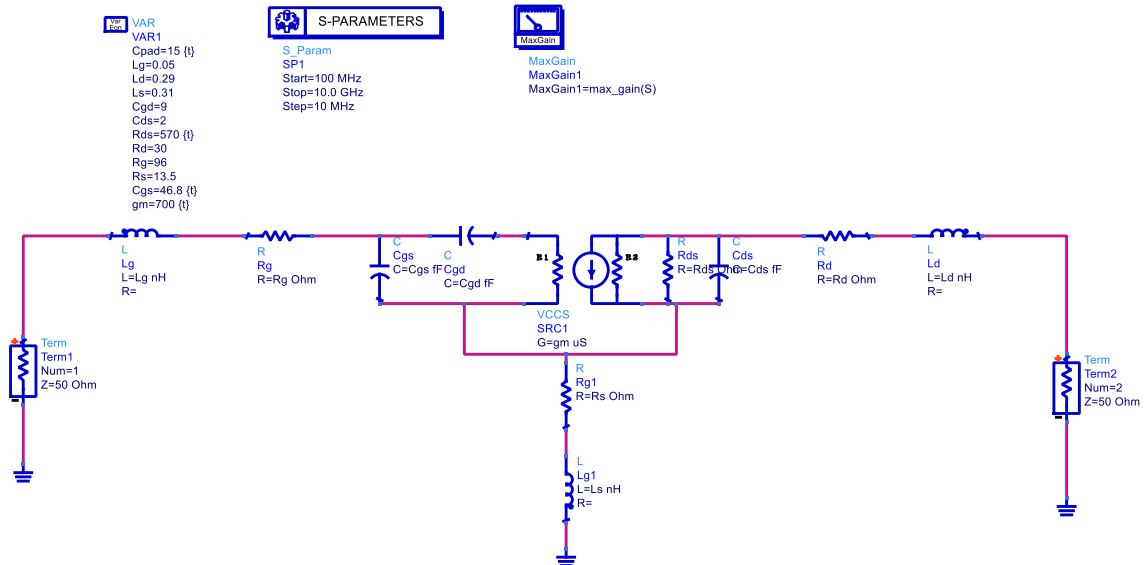 Var
Eqn
VAR
VAR1
Cpad=15 {t}
Lg=0.05
Ld=0.29
Ls=0.31
Cgd=9
Cds=2
Rds=570 {t}
Rd=30
Rg=96
Rs=13.5
Cgs=46.8 {t}
gm=700 {t}
S-PARAMETERS
S_Param
SP1
Start=100 MHz
Stop=10.0 GHz
Step=10 MHz
MaxGain
MaxGain
MaxGain1
MaxGain1=max_gain(S)
L
Lg
L=Lg nH
R=
R
Rg
R=Rg Ohm
C
Cgs
C=Cgs fF
C
Cgd
C=Cgd fF
R1
R2
VCCS
SRC1
G=gm uS
R
Rds
R=Rds Ohm
C
Cds
C=Cds fF
R
Rd
R=Rd Ohm
L
Ld
L=Ld nH
R=
Term
Term1
Num=1
Z=50 Ohm
R
Rg1
R=Rs Ohm
L
Lg1
L=Ls nH
R=
Term
Term2
Num=2
Z=50 Ohm